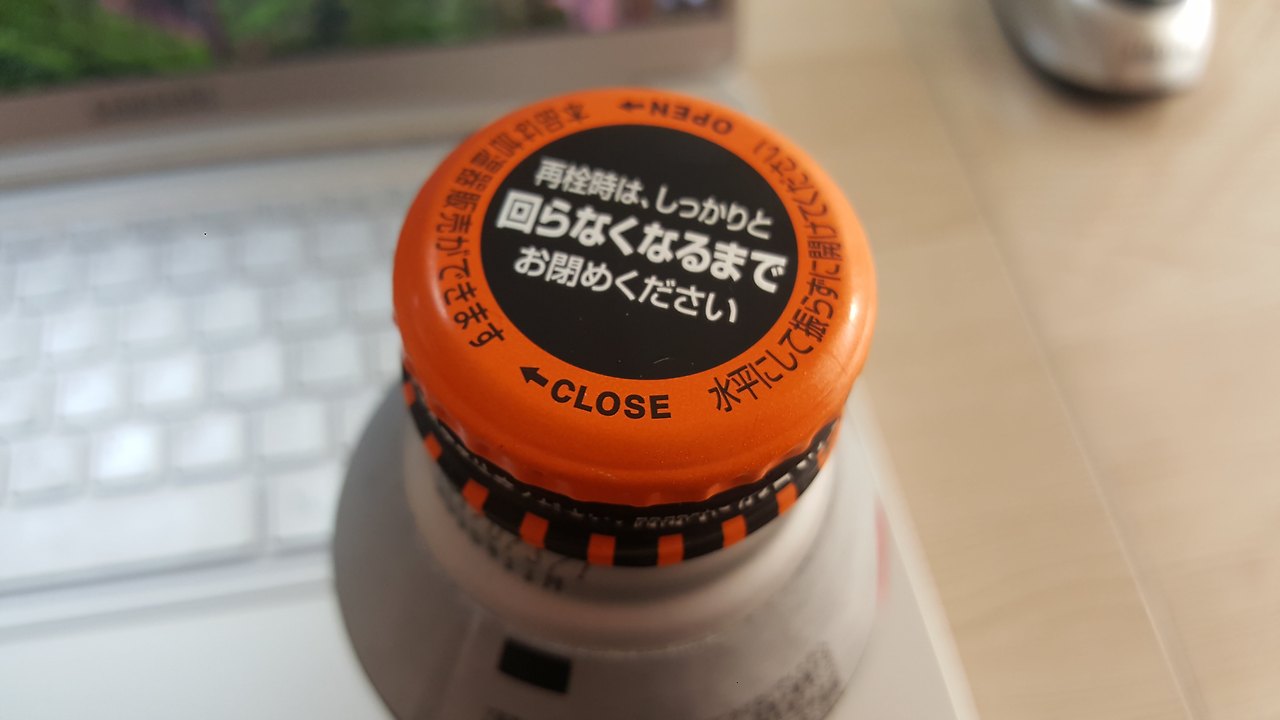 再栓時は、しっかりと
回らなくなるまで
お閉めください
←OPEN
本品は加温器販売ができます
←CLOSE
水平にして振らずに開けてください